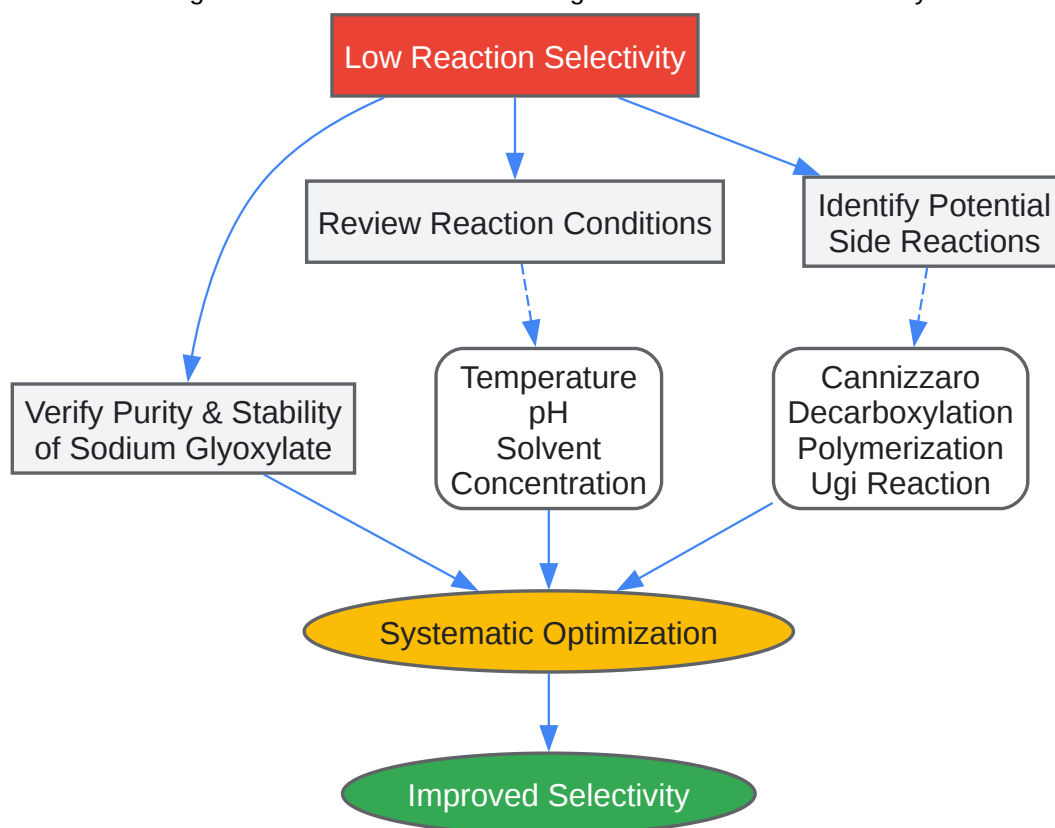 Low Reaction Selectivity
Review Reaction Conditions
Identify Potential
Side Reactions
Verify Purity & Stability
of Sodium Glyoxylate
Temperature
pH
Solvent
Concentration
Cannizzaro
Decarboxylation
Polymerization
Ugi Reaction
Systematic Optimization
Improved Selectivity